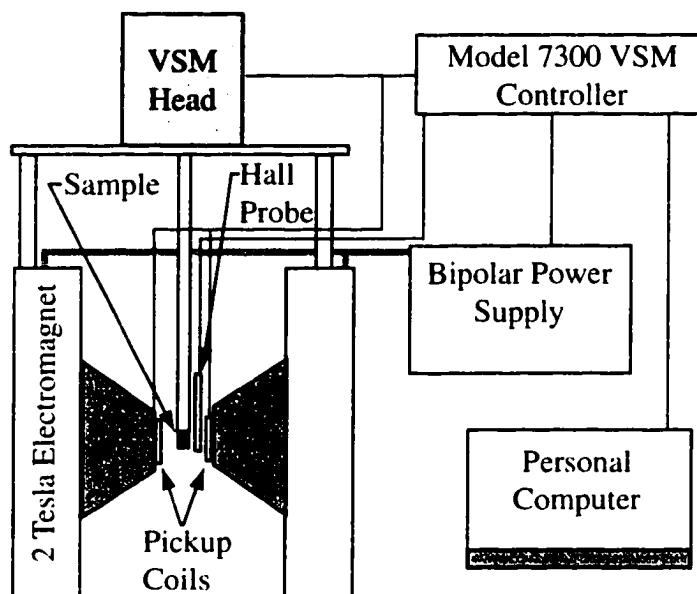 VSM
Head
Model 7300 VSM
Controller
Sample
Hall
Probe
Bipolar Power
Supply
2 Tesla Electromagnet
Personal
Computer
Pickup
Coils